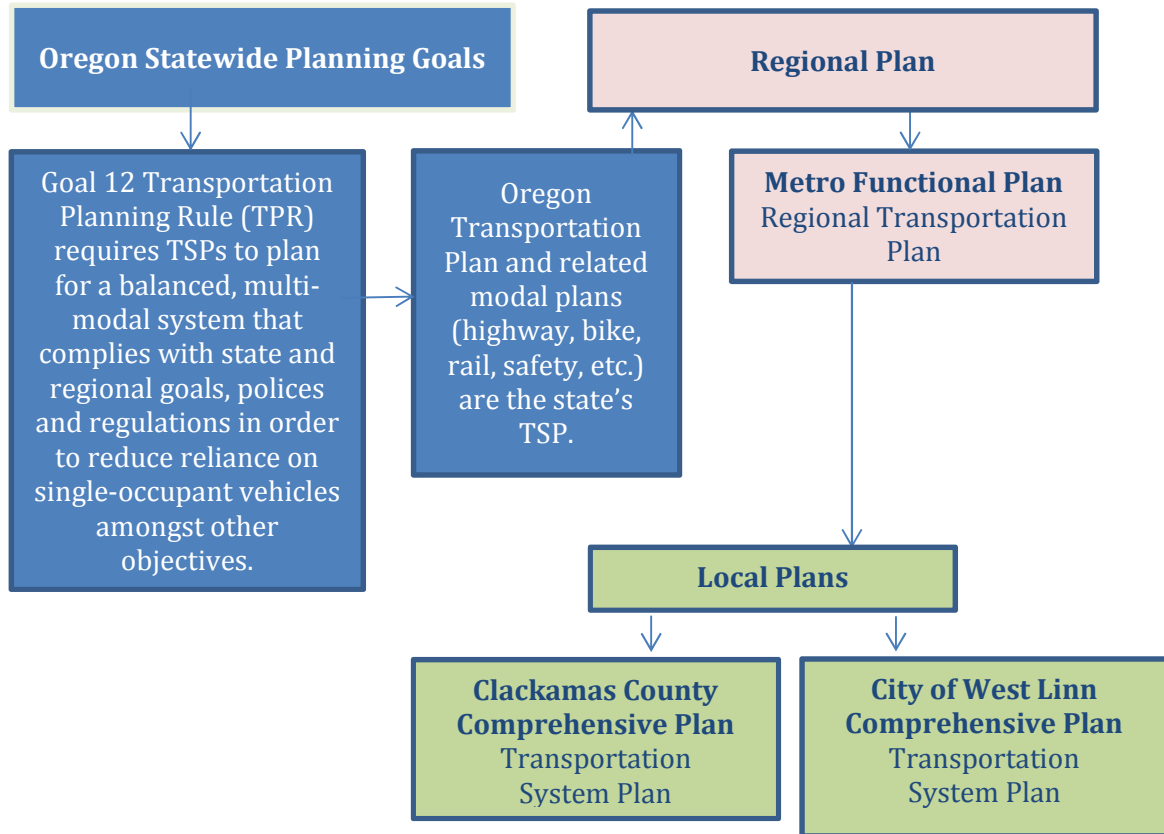 Oregon Statewide Planning Goals
Goal 12 Transportation
Planning Rule (TPR)
requires TSPs to plan
for a balanced, multi-
modal system that
complies with state and
regional goals, polices
and regulations in order
to reduce reliance on
single-occupant vehicles
amongst other
objectives.
Oregon
Transportation
Plan and related
modal plans
(highway, bike,
rail, safety, etc.)
are the state’s
TSP.
Regional Plan
Metro Functional Plan
Regional Transportation
Plan
Local Plans
Clackamas County
Comprehensive Plan
Transportation
System Plan
City of West Linn
Comprehensive Plan
Transportation
System Plan